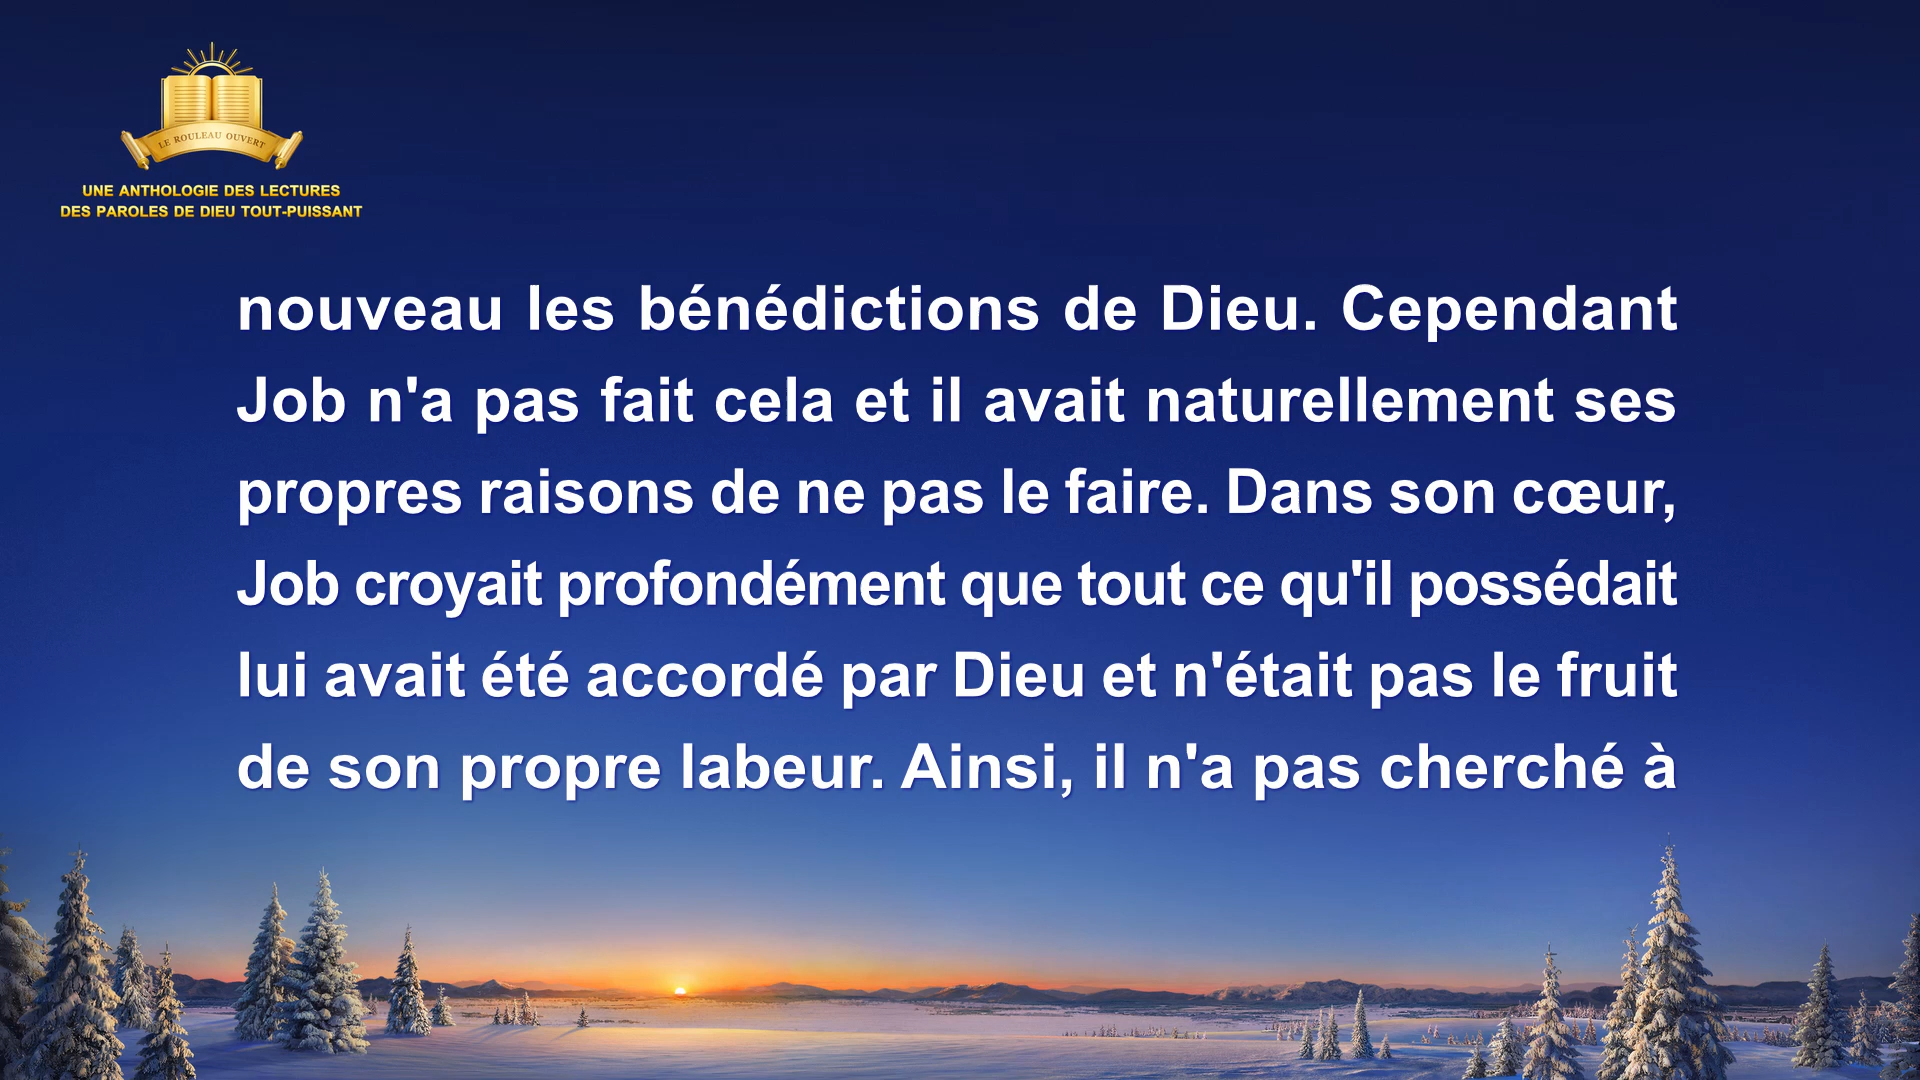 LE ROULEAU OUVERT
UNE ANTHOLOGIE DES LECTURES
DES PAROLES DE DIEU TOUT-PUISSANT
nouveau les bénédictions de Dieu. Cependant
Job n'a pas fait cela et il avait naturellement ses
propres raisons de ne pas le faire. Dans son cœur,
Job croyait profondément que tout ce qu'il possédait
lui avait été accordé par Dieu et n'était pas le fruit
de son propre labeur. Ainsi, il n'a pas cherché à